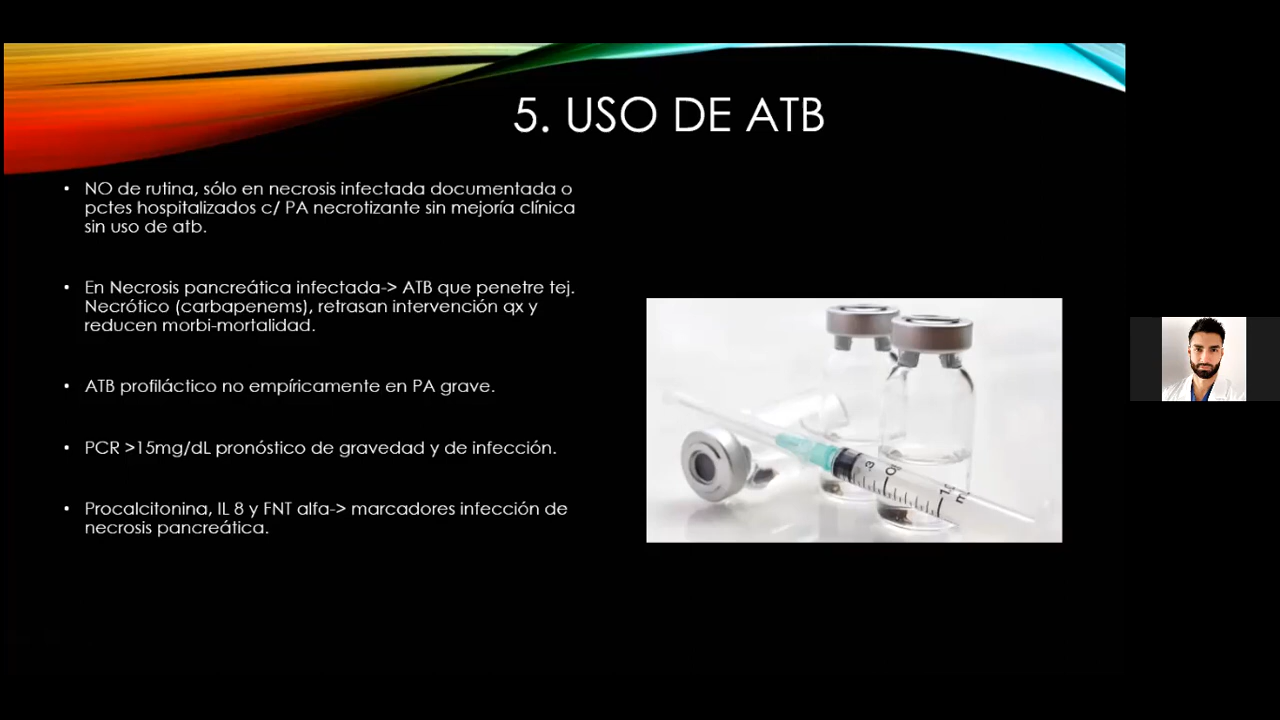 5. USO DE ATB
• NO de rutina, sólo en necrosis infectada documentada o
pctes hospitalizados c/ PA necrotizante sin mejoría clínica
sin uso de atb.
• En Necrosis pancreática infectada-> ATB que penetre tej.
Necrótico (carbapenems), retrasan intervención qx y
reducen morbi-mortalidad.
• ATB profiláctico no empíricamente en PA grave.
• PCR >15mg/dL pronóstico de gravedad y de infección.
• Procalcitonina, IL 8 y FNT alfa-> marcadores infección de
necrosis pancreática.